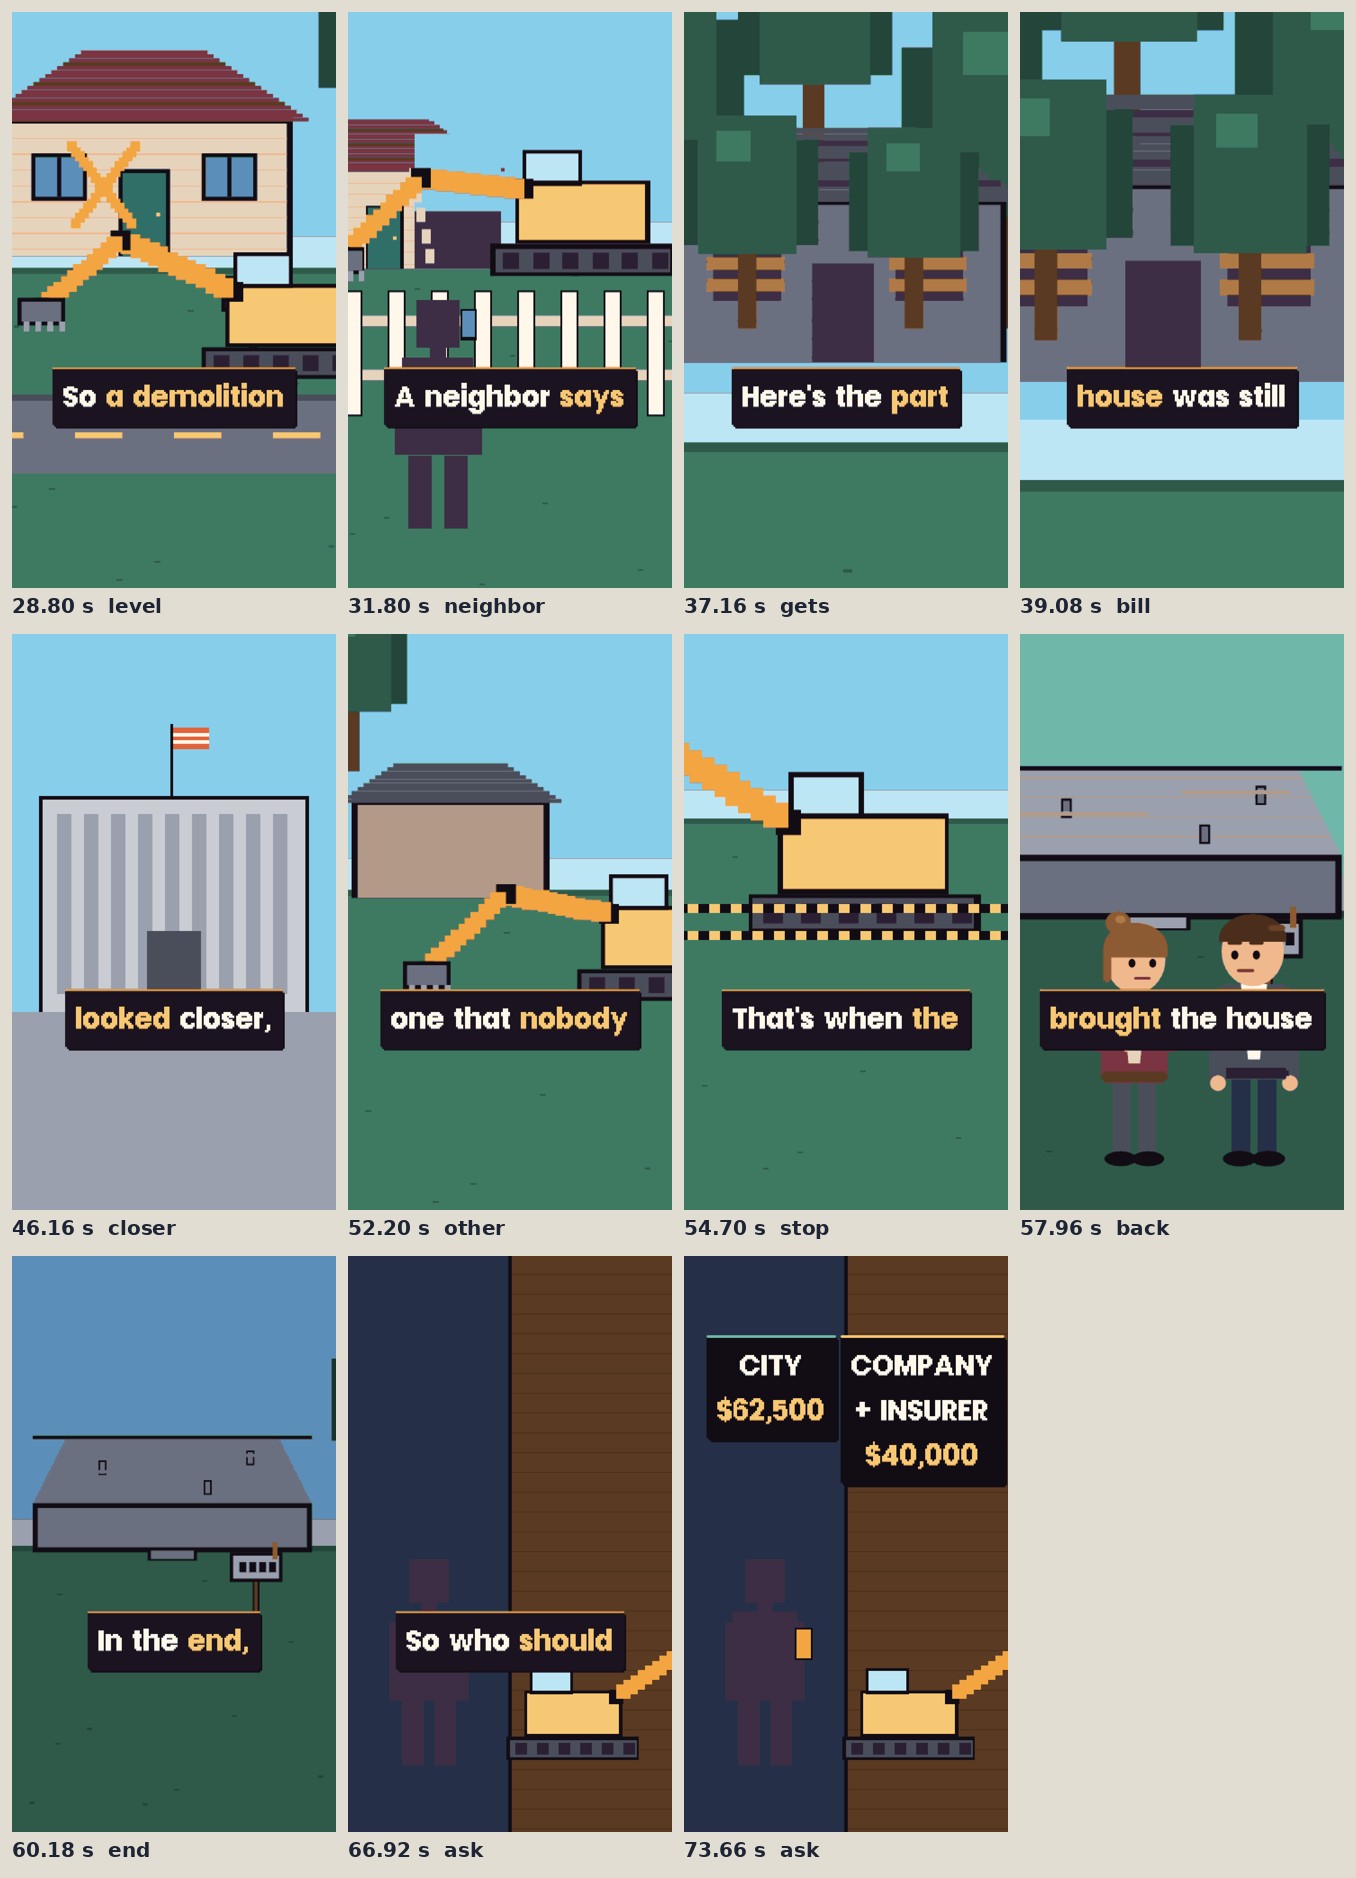 So a demolition
A neighbor says
Here's the part
house was still
28.80 s level
31.80 s neighbor
37.16 s gets
39.08 s bill
looked closer,
one that nobody
That's when the
brought the house
46.16 s closer
52.20 s other
54.70 s stop
57.96 s back
CITY
$62,500
COMPANY
+ INSURER
$40,000
In the end,
So who should
60.18 s end
66.92 s ask
73.66 s ask